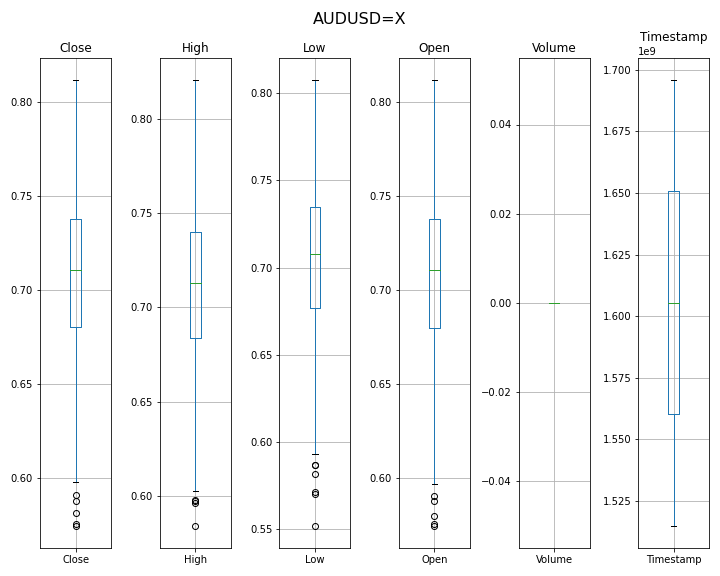 AUDUSD=X
Close
High
Low
Open
Volume
Timestamp
1e9
0.80
0.75
0.70
0.65
0.60
Close
0.80
0.75
0.70
0.65
0.60
High
0.80
0.75
0.70
0.65
0.60
0.55
Low
0.80
0.75
0.70
0.65
0.60
Open
0.04
0.02
0.00
−0.02
−0.04
Volume
1.700
1.675
1.650
1.625
1.600
1.575
1.550
1.525
Timestamp